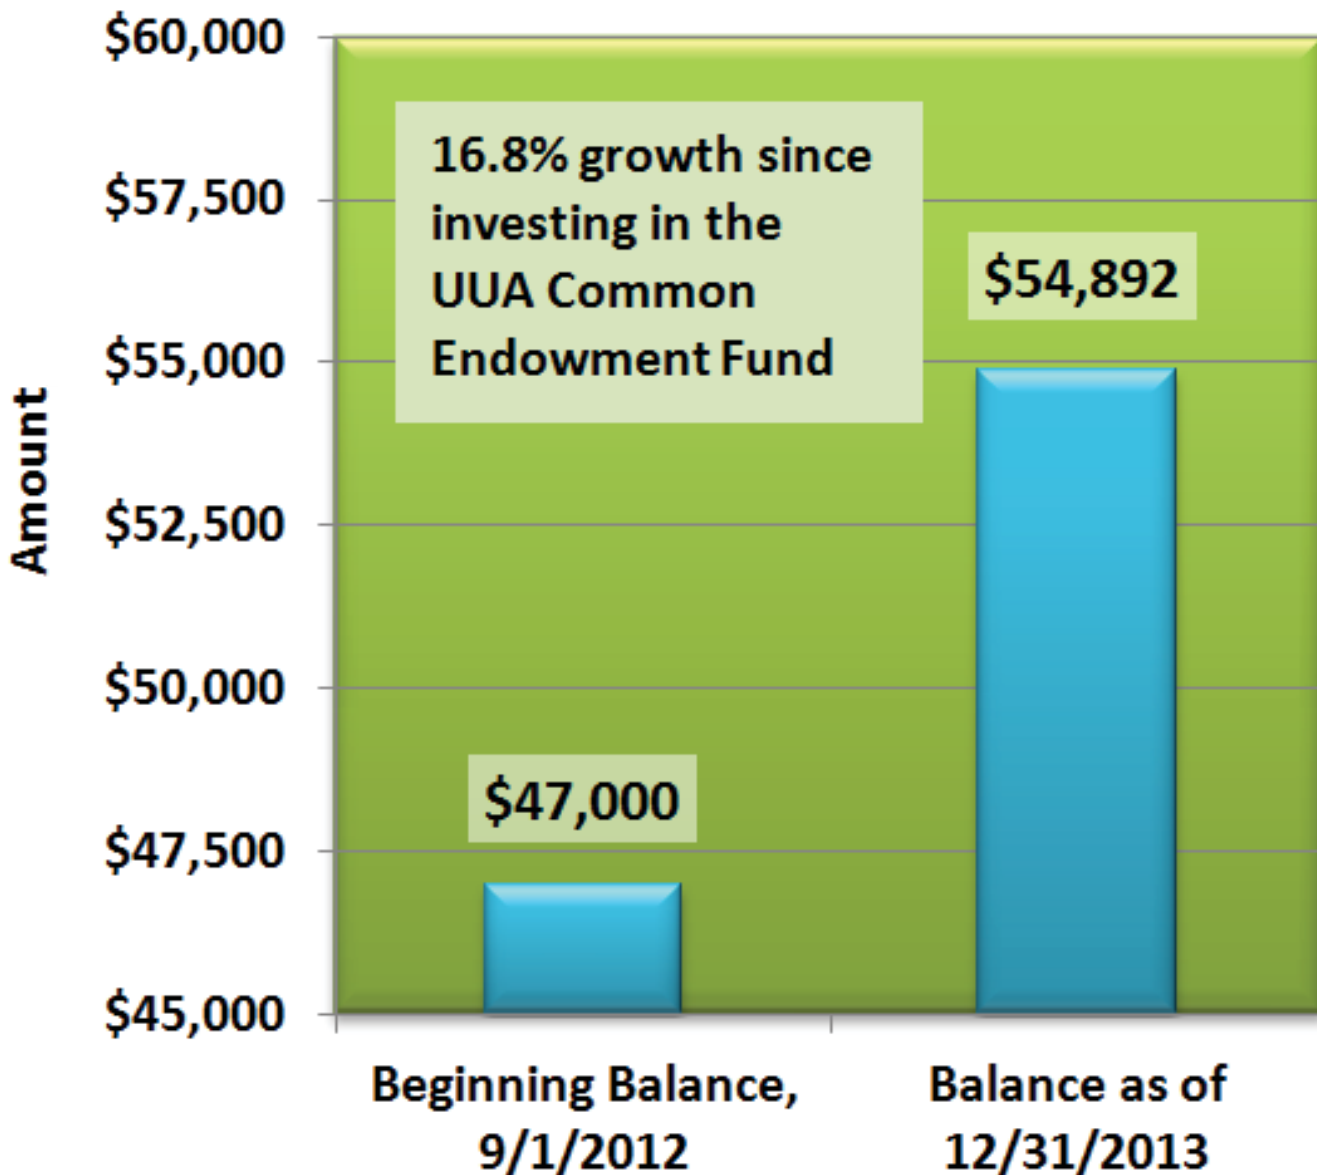 $60,000
$57,500
$55,000
$52,500
$50,000
$47,500
$45,000
Amount
16.8% growth since
investing in the
UUA Common
Endowment Fund
$47,000
$54,892
Beginning Balance,
9/1/2012
Balance as of
12/31/2013